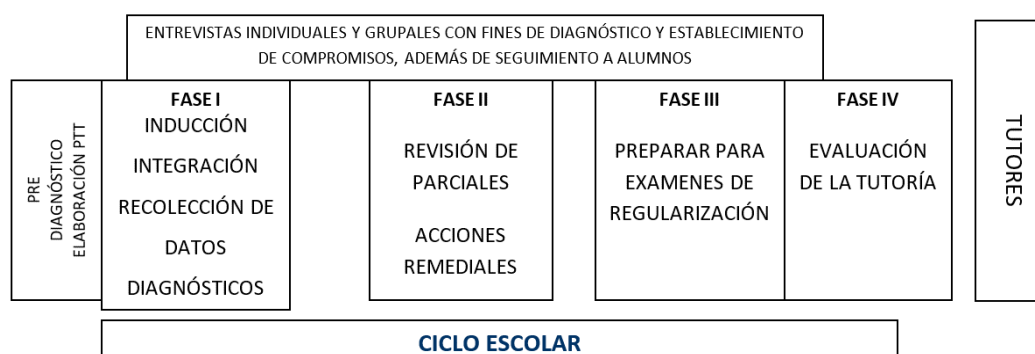 ENTREVISTAS INDIVIDUALES Y GRUPALES CON FINES DE DIAGNÓSTICO Y ESTABLECIMIENTO
DE COMPROMISOS, ADEMÁS DE SEGUIMIENTO A ALUMNOS
PRE
DIAGNÓSTICO
ELABORACIÓN PTT
FASE I
INDUCCIÓN
INTEGRACIÓN
RECOLECCIÓN DE
DATOS
DIAGNÓSTICOS
FASE II
REVISIÓN DE
PARCIALES
ACCIONES
REMEDIALES
FASE III
PREPARAR PARA
EXAMENES DE
REGULARIZACIÓN
FASE IV
EVALUACIÓN
DE LA TUTORÍA
TUTORES
CICLO ESCOLAR